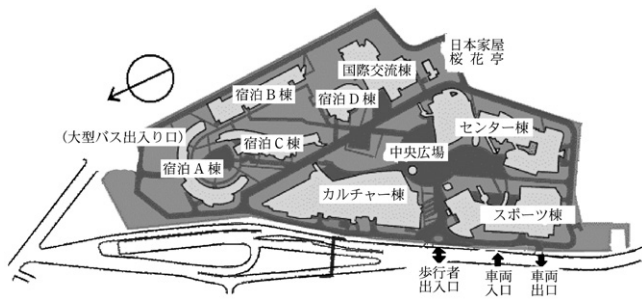 日本家屋
桜花亭
国際交流棟
宿泊B棟
宿泊D棟
センター棟
(大型バス出入り口)
宿泊C棟
中央広場
宿泊A棟
カルチャー棟
スポーツ棟
歩行者
出入口
車両
入口
車両
出口